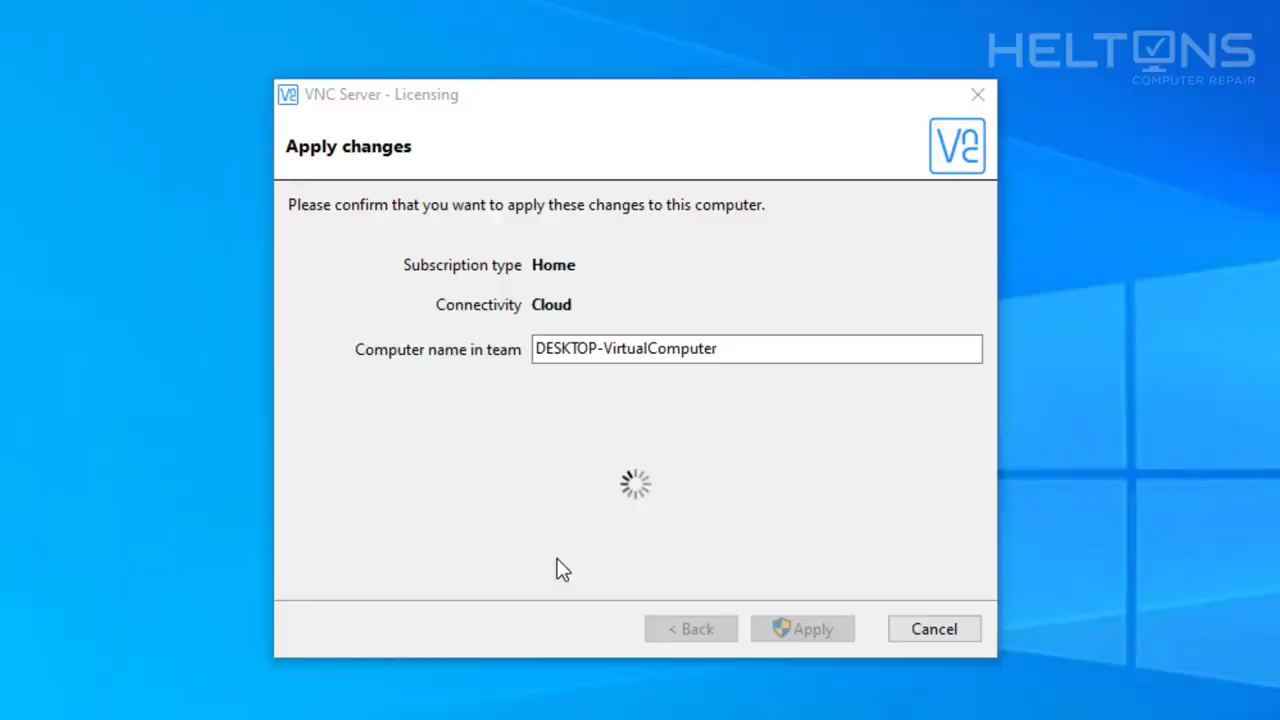 HELTONS
COMPUTER REPAIR
VNC Server - Licensing
Apply changes
Please confirm that you want to apply these changes to this computer.
Subscription type Home
Connectivity Cloud
Computer name in team DESKTOP-VirtualComputer
< Back Apply Cancel